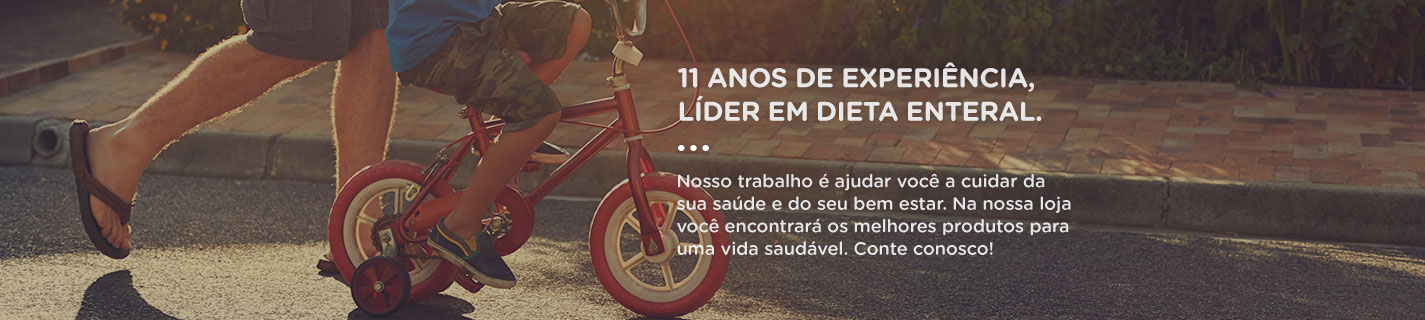 11 ANOS DE EXPERIÊNCIA,
LÍDER EM DIETA ENTERAL.
...
Nosso trabalho é ajudar você a cuidar da
sua saúde e do seu bem estar. Na nossa loja
você encontrará os melhores produtos para
uma vida saudável. Conte conosco!